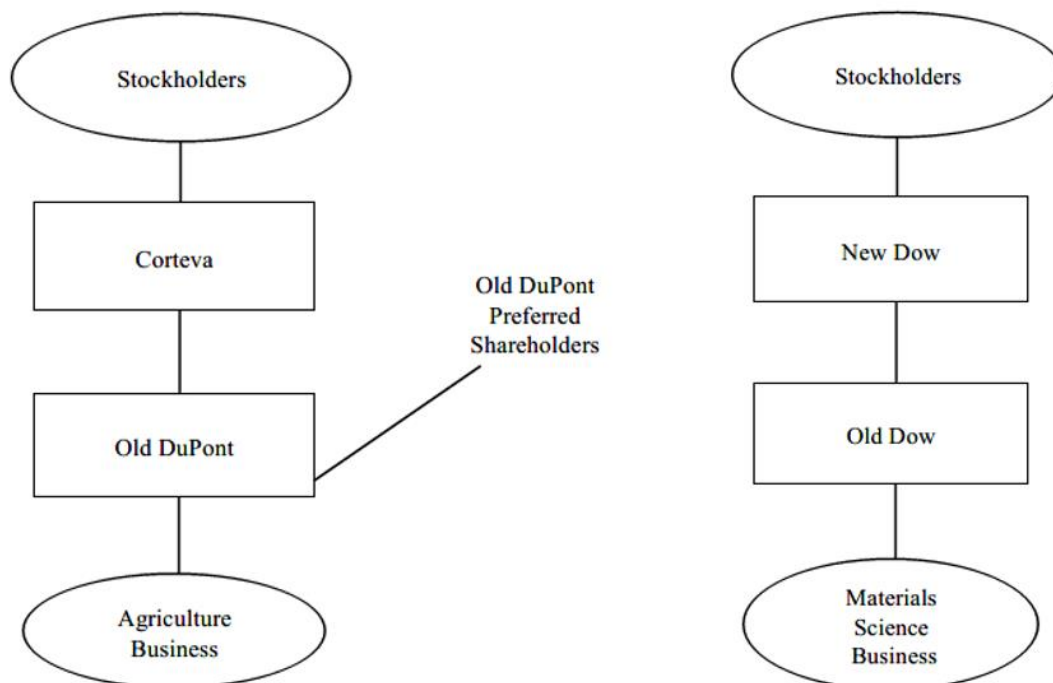 Stockholders
Corteva
Old DuPont
Agriculture
Business
Old DuPont
Preferred
Shareholders
Stockholders
New Dow
Old Dow
Materials
Science
Business